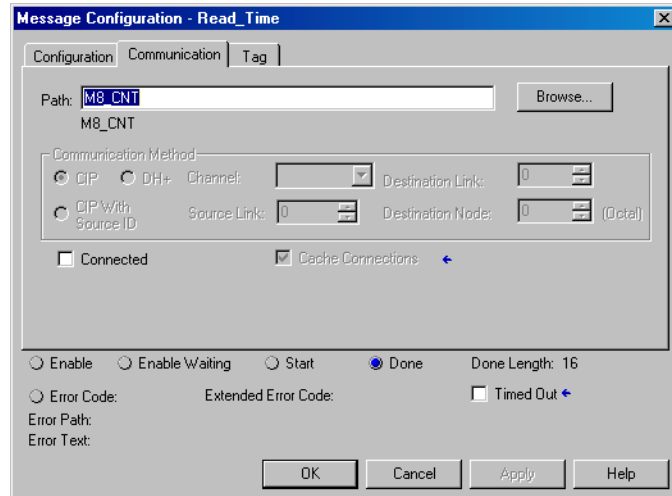 Message Configuration - Read_Time
Configuration Communication Tag
Path: M8_CNT Browse...
M8_CNT
Communication Method
CIP DH+ Channel: Destination Link: 0
CIP With Source ID Source Link: 0 Destination Node: 0 (Octal)
Connected Cache Connections
Enable Enable Waiting Start Done Done Length: 16
Error Code: Extended Error Code: Timed Out
Error Path:
Error Text:
OK Cancel Apply Help